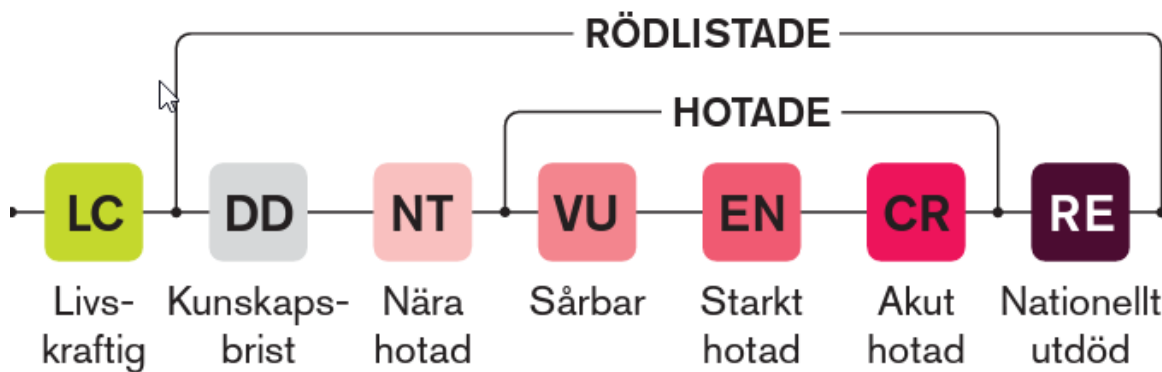 RÖDLISTADE
HOTADE
LC DD NT VU EN CR RE
Livs- Kunskaps- Nära Sårbar Starkt Akut Nationellt
kraftig brist hotad hotad hotad utdöd